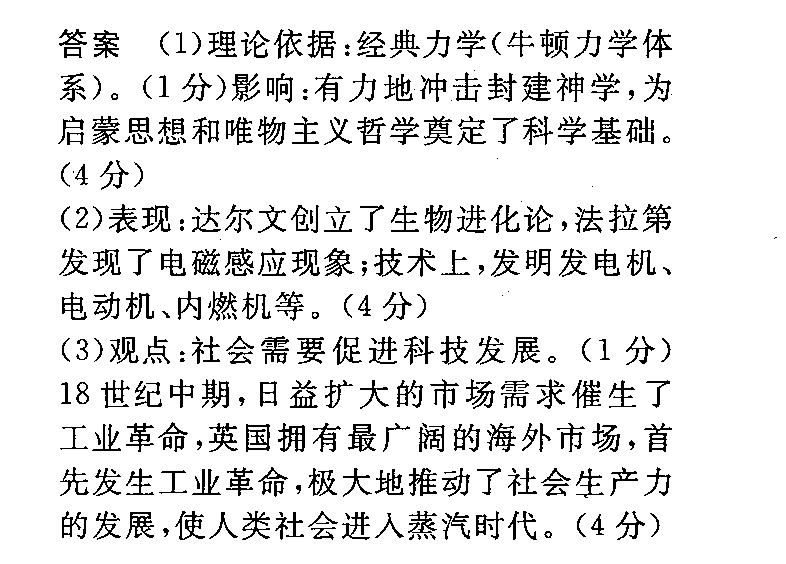 答案 (1)理论依据:经典力学(牛顿力学体
系)。(1分)影响:有力地冲击封建神学,为
启蒙思想和唯物主义哲学奠定了科学基础。
(4分)
(2)表现:达尔文创立了生物进化论,法拉第
发现了电磁感应现象;技术上,发明发电机、
电动机、内燃机等。(4分)
(3)观点:社会需要促进科技发展。(1分)
18世纪中期,日益扩大的市场需求催生了
工业革命,英国拥有最广阔的海外市场,首
先发生工业革命,极大地推动了社会生产力
的发展,使人类社会进入蒸汽时代。(4分)